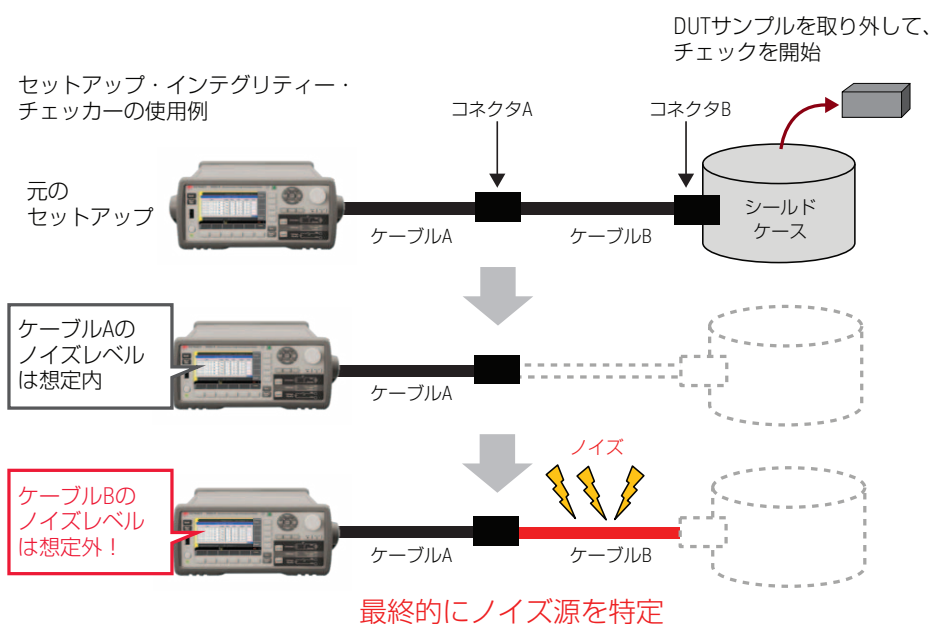 DUTサンプルを取り外して、
チェックを開始
セットアップ・インテグリティー・
チェッカーの使用例
コネクタA
コネクタB
元の
セットアップ
シールド
ケース
ケーブルA
ケーブルB
ケーブルAの
ノイズレベル
は想定内
ケーブルA
ノイズ
ケーブルBの
ノイズレベル
は想定外！
ケーブルA
ケーブルB
最終的にノイズ源を特定